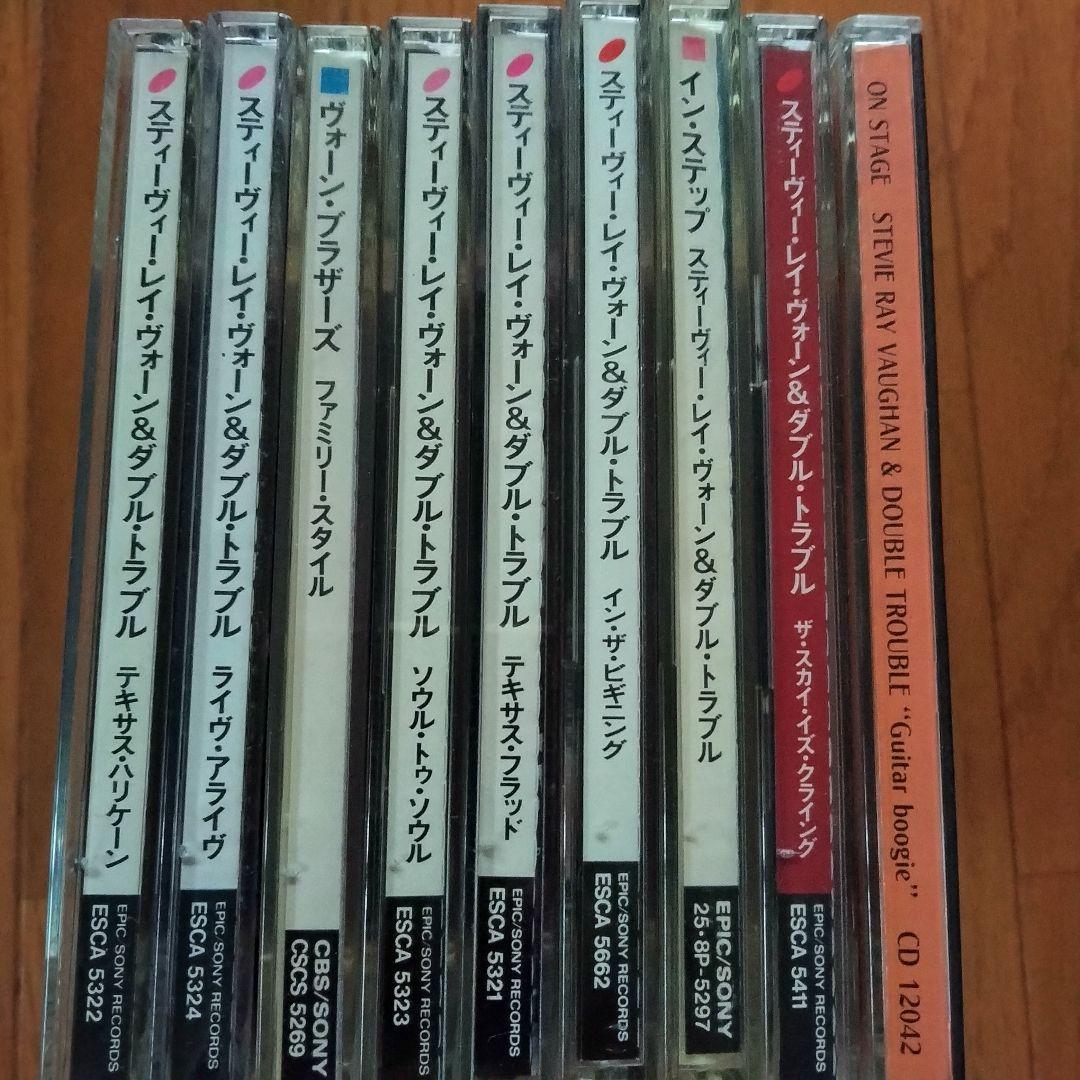 スティーヴィー・レイ・ヴォーン&ダブル・トラブル テキサス・ハリケーン
EPIC/SONY RECORDS
ESCA 5322
スティーヴィー・レイ・ヴォーン&ダブル・トラブル ライヴ・アライヴ
EPIC/SONY RECORDS
ESCA 5324
ヴォーン・ブラザーズ ファミリー・スタイル
CBS/SONY
CSCS 5269
スティーヴィー・レイ・ヴォーン&ダブル・トラブル ソウル・トゥ・ソウル
EPIC/SONY RECORDS
ESCA 5323
スティーヴィー・レイ・ヴォーン&ダブル・トラブル テキサス・フラッド
EPIC/SONY RECORDS
ESCA 5321
スティーヴィー・レイ・ヴォーン&ダブル・トラブル イン・ザ・ビギニング
EPIC/SONY RECORDS
ESCA 5662
イン・ステップ スティーヴィー・レイ・ヴォーン&ダブル・トラブル
EPIC/SONY
25・8P-5297
スティーヴィー・レイ・ヴォーン&ダブル・トラブル ザ・スカイ・イズ・クライング
EPIC/SONY RECORDS
ESCA 5411
ON STAGE STEVIE RAY VAUGHAN & DOUBLE TROUBLE "Guitar boogie" CD 12042